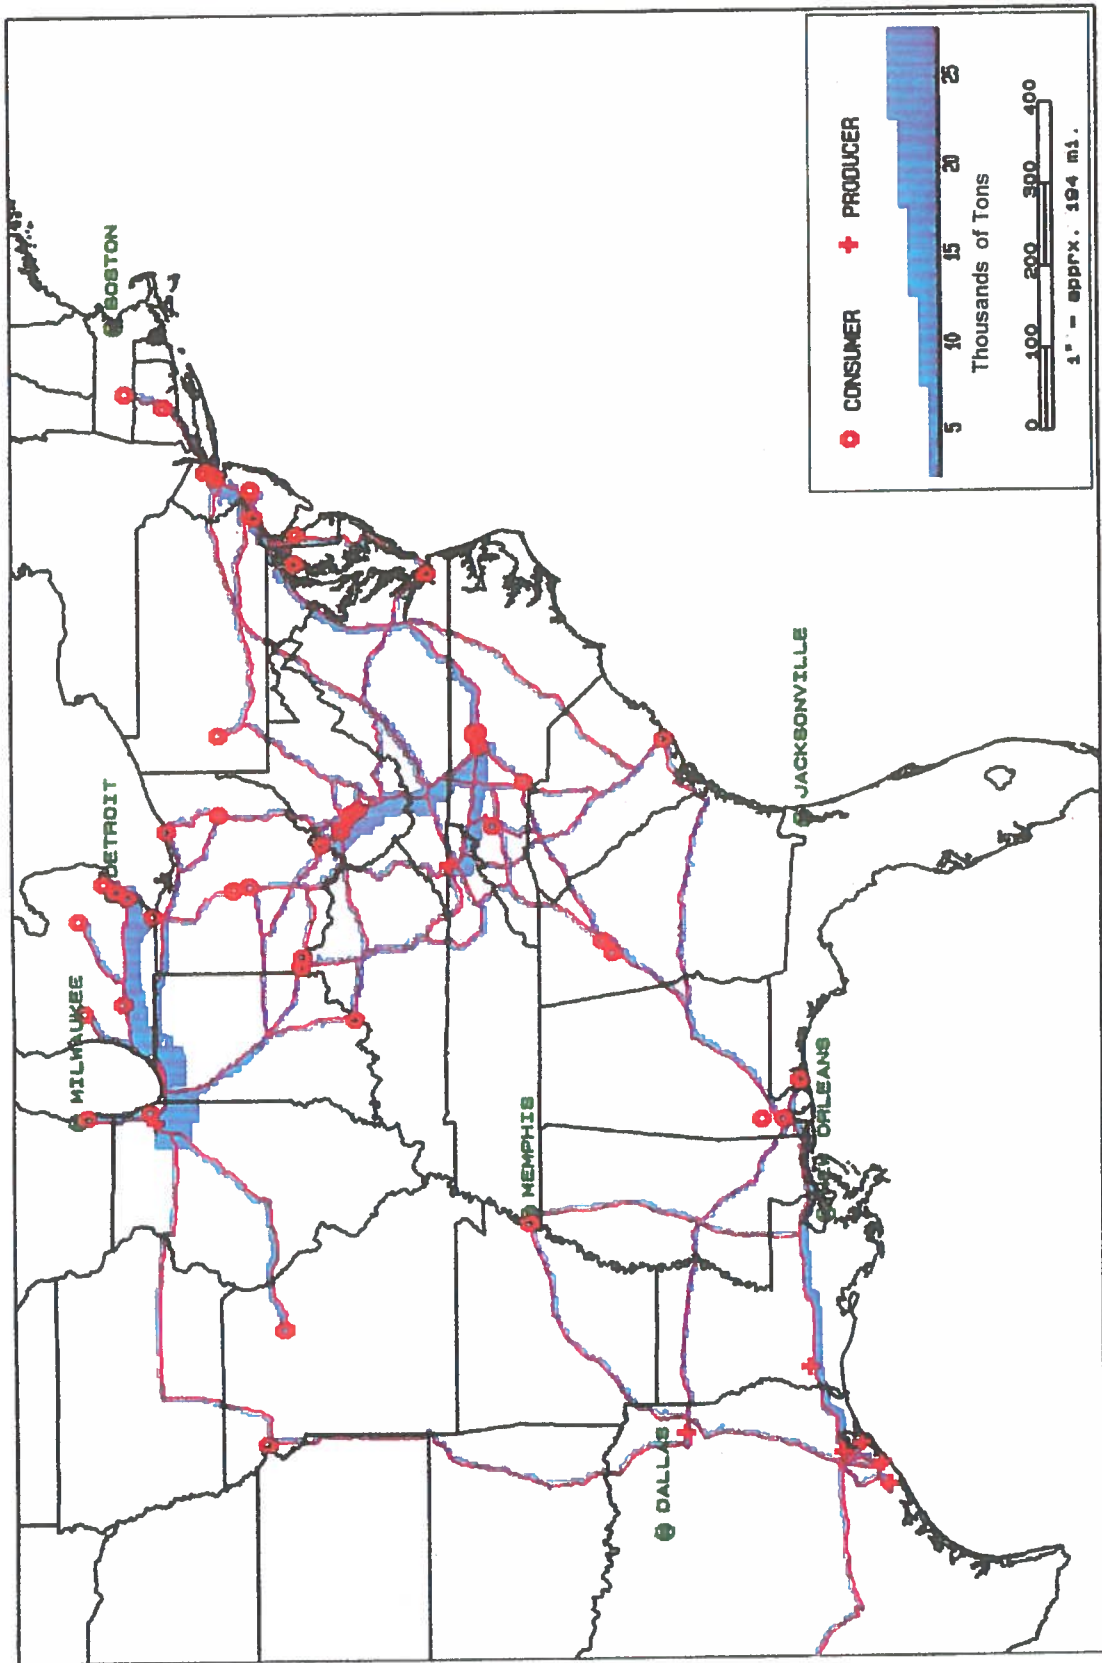 BOSTON
DETROIT
MILWAUKEE
JACKSONVILLE
MEMPHIS
ORLEANS
DALLAS
CONSUMER
PRODUCER
5 10 15 20 25
Thousands of Tons
0 100 200 300 400
1" = apprx. 194 mi.